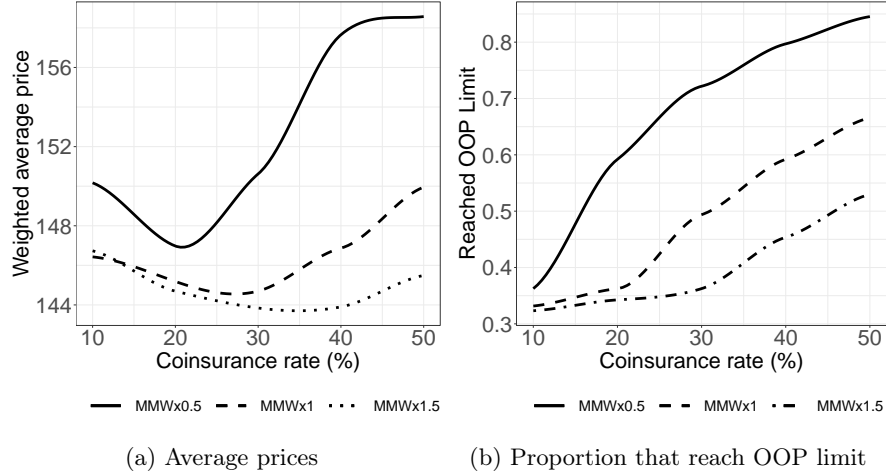 Weighted average price
156
152
148
144
10 20 30 40 50
Coinsurance rate (%)
MMWx0.5 MMWx1 MMWx1.5
(a) Average prices
Reached OOP Limit
0.8
0.7
0.6
0.5
0.4
0.3
10 20 30 40 50
Coinsurance rate (%)
MMWx0.5 MMWx1 MMWx1.5
(b) Proportion that reach OOP limit